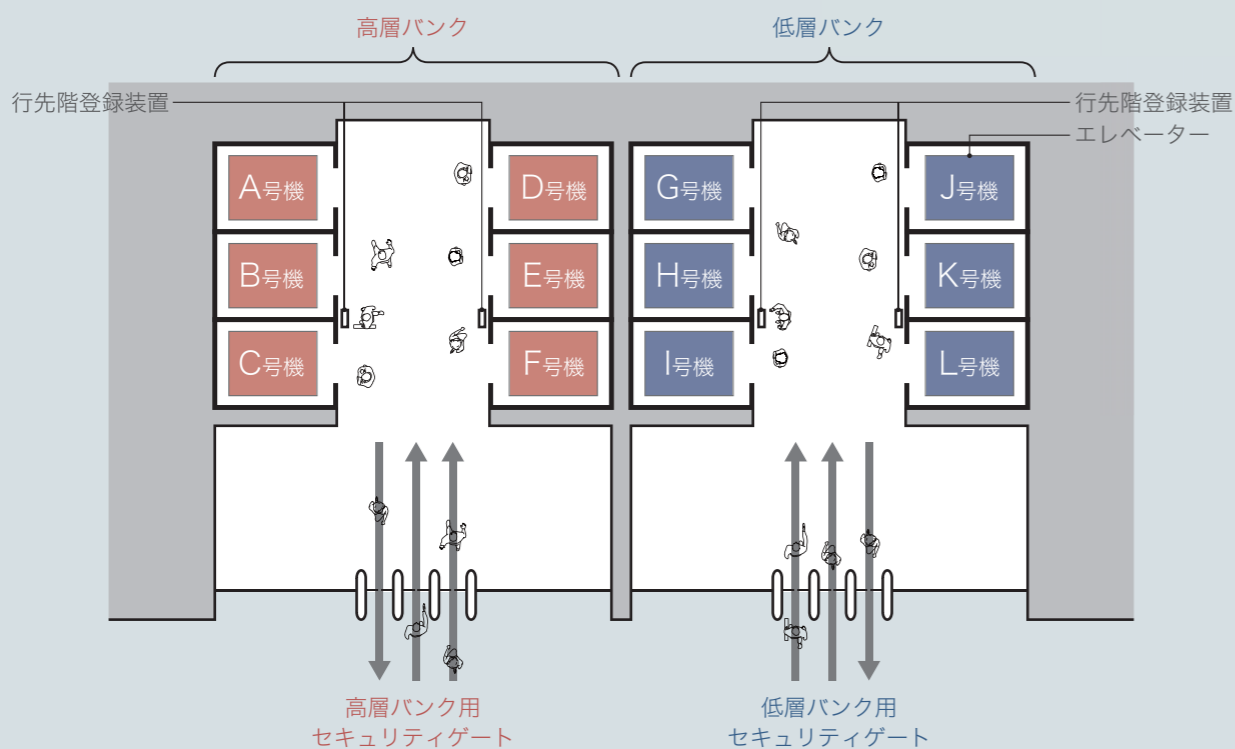 高層バンク
低層バンク
行先階登録装置
行先階登録装置
エレベーター
A号機
D号機
G号機
J号機
B号機
E号機
H号機
K号機
C号機
F号機
I号機
L号機
高層バンク用
セキュリティゲート
低層バンク用
セキュリティゲート